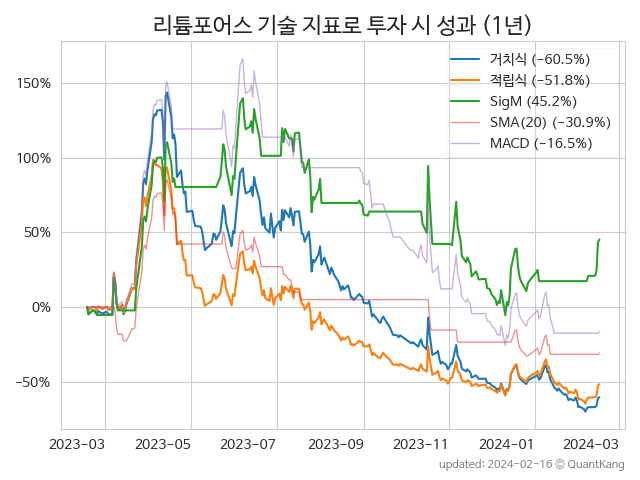 리튬포어스 기술 지표로 투자 시 성과 (1년)
거치식 (−60.5%)
적립식 (−51.8%)
SigM (45.2%)
SMA(20) (−30.9%)
MACD (−16.5%)
150%
100%
50%
0%
−50%
2023−03 2023−05 2023−07 2023−09 2023−11 2024−01 2024−03
updated: 2024−02−16 © QuantKang